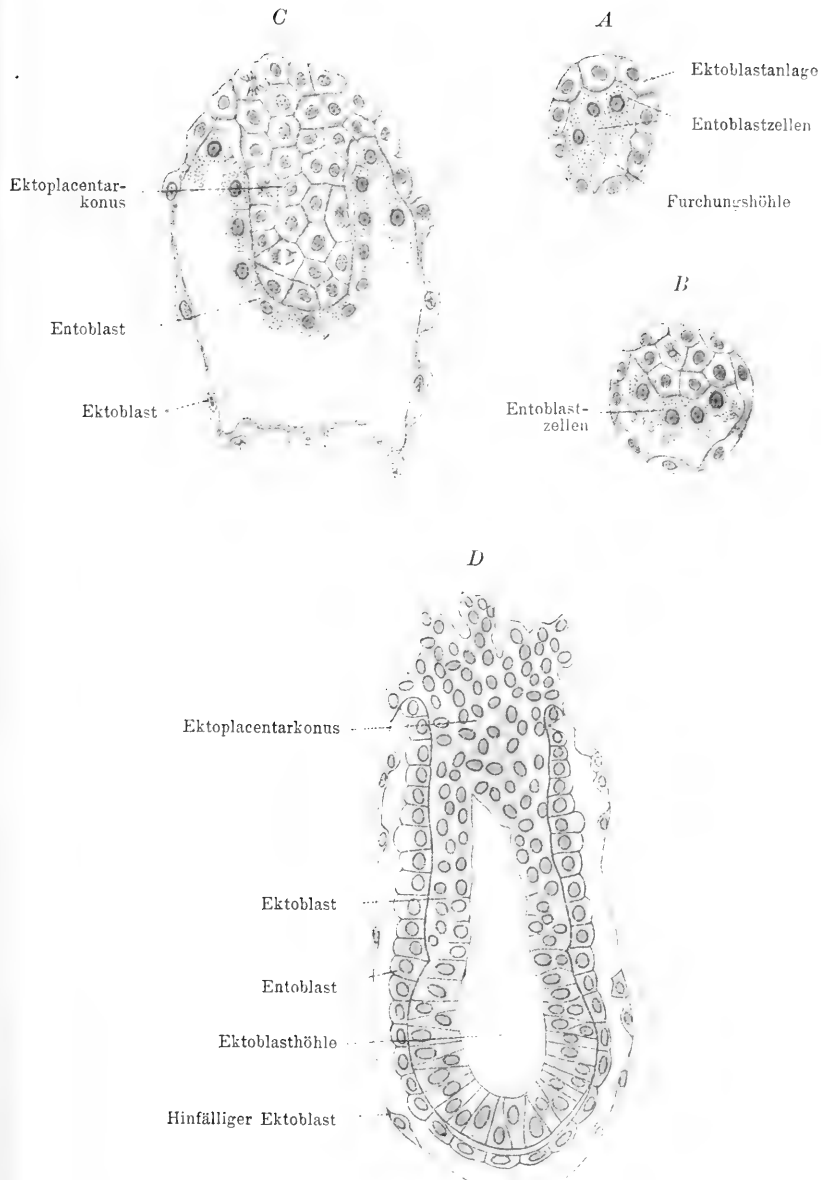 C
A
Ektoblastanlage
Entoblastzellen
Ektoplacentar-
konus
Furchungshöhle
B
Entoblast
Ektoblast
Entoblast-
zellen
D
Ektoplacentarkonus
Ektoblast
Entoblast
Ektoblasthöhle
Hinfälliger Ektoblast